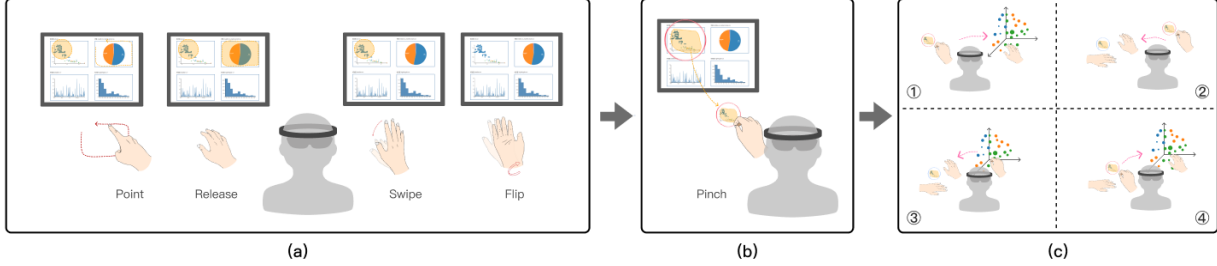 Point
Release
Swipe
Flip
(a)
Pinch
(b)
①
②
③
④
(c)